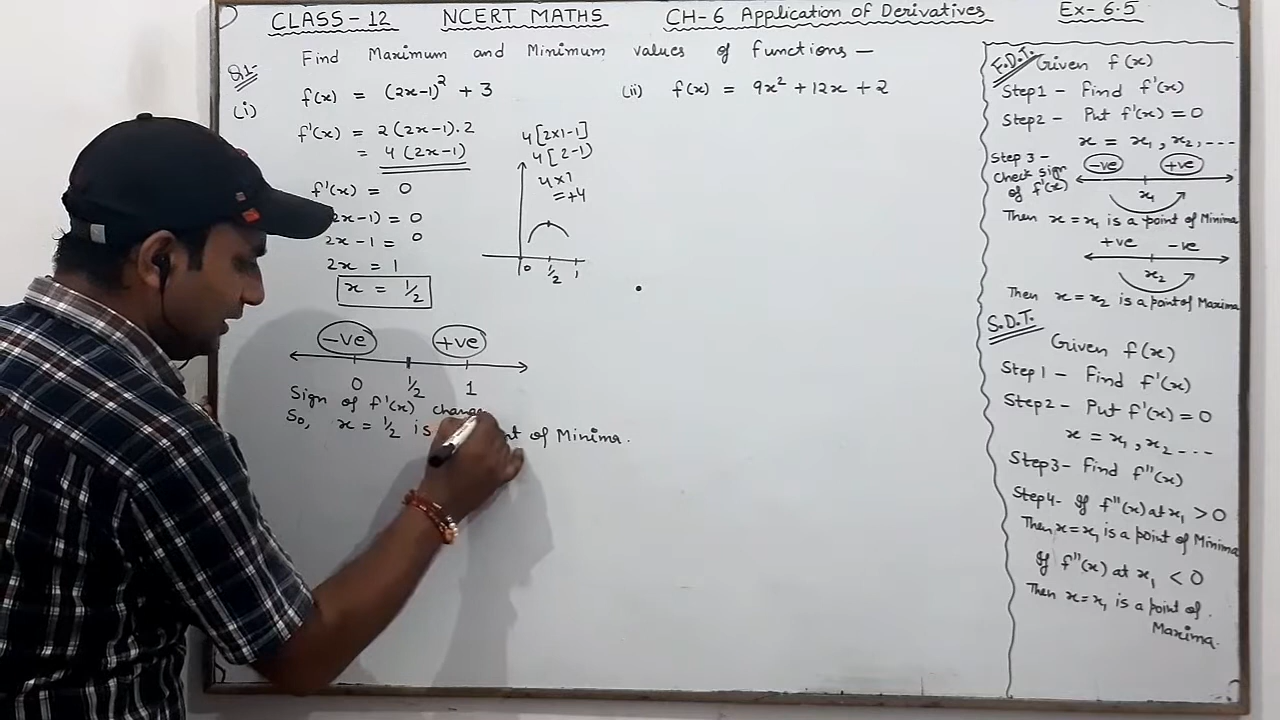 CLASS-12 NCERT MATHS CH-6 Application of Derivatives Ex-6.5
Find Maximum and Minimum values of functions —
Q.1-
(i) f(x) = (2x-1)² + 3
f'(x) = 2(2x-1).2
= 4(2x-1)
f'(x) = 0
2x-1) = 0
2x-1 = 0
2x = 1
x = 1/2
4[2x1-1]
4[2-1)
4x1
=+4
0 1/2 1
-ve +ve
0 1/2 1
Sign of f'(x)
So, x = 1/2 is of Minima.
(ii) f(x) = 9x² + 12x + 2
F.D.T. Given f(x)
Step1 - Find f'(x)
Step2 - Put f'(x) = 0
x = x₁, x₂, ----
Step 3 -
Check sign
of f'(x)
-ve +ve
x₁
Then x = x₁ is a point of Minima
+ve -ve
x₂
Then x = x₂ is a point of Maxima
S.D.T.
Given f(x)
Step 1 - Find f'(x)
Step2 - Put f'(x) = 0
x = x₁, x₂ ---
Step3- Find f"(x)
Step4- If f"(x) at x₁ > 0
Then x = x₁ is a point of Minima
If f"(x) at x₁ < 0
Then x = x₁ is a point of.
Maxima.